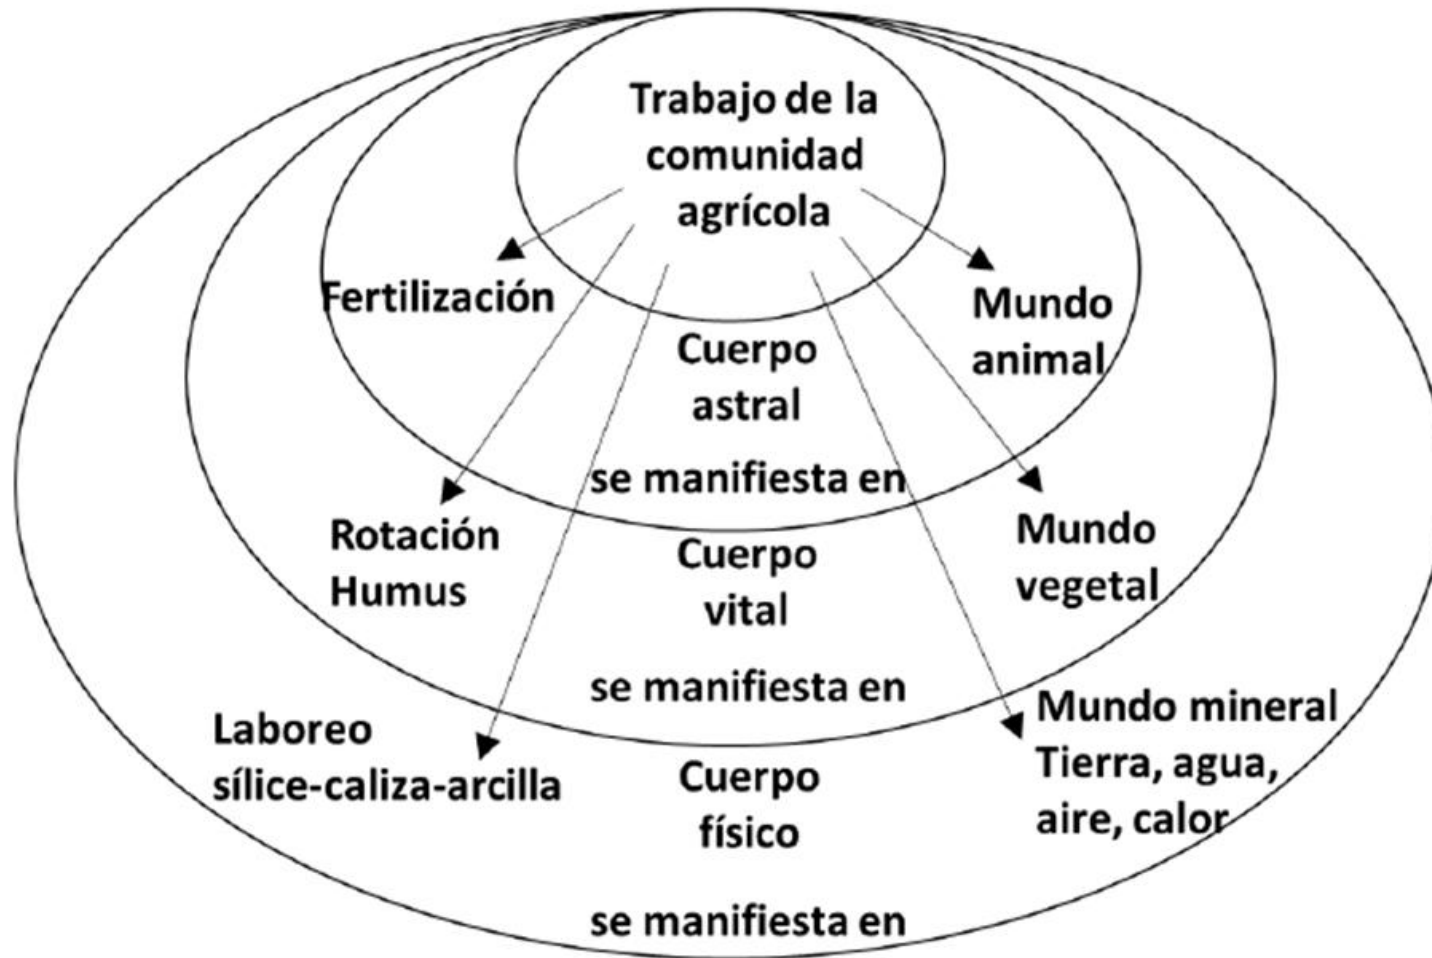 Trabajo de la
comunidad
agrícola
Fertilización
Mundo
animal
Cuerpo
astral
se manifiesta en
Rotación
Humus
Mundo
vegetal
Cuerpo
vital
se manifiesta en
Laboreo
sílice-caliza-arcilla
Mundo mineral
Tierra, agua,
aire, calor
Cuerpo
físico
se manifiesta en